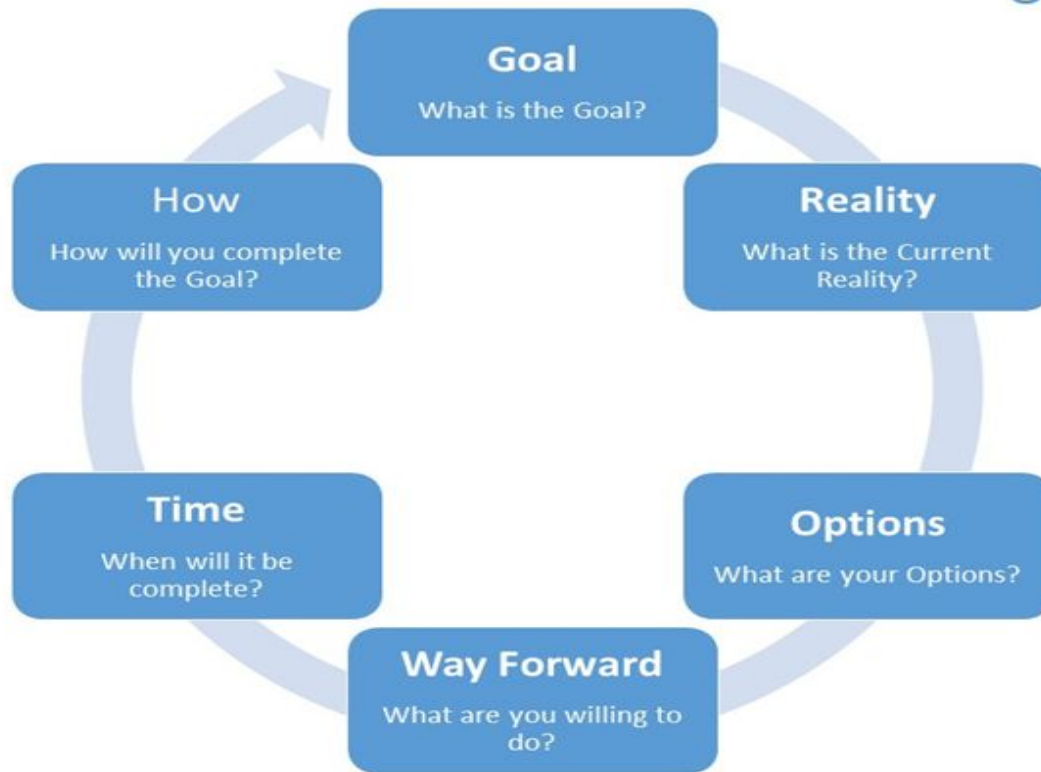 Goal
What is the Goal?
Reality
What is the Current
Reality?
Options
What are your Options?
Way Forward
What are you willing to
do?
Time
When will it be
complete?
How
How will you complete
the Goal?